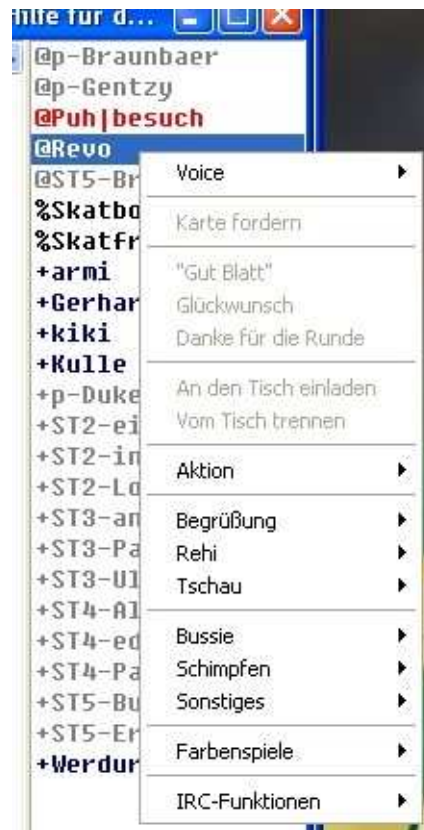 Hilfe für d...
@p-Braunbaer
@p-Gentzy
@Puh|besuch
@Revo
@ST5-Br
%Skatbo
%Skatfr
+armi
+Gerhar
+kiki
+Kulle
+p-Duke
+ST2-ei
+ST2-in
+ST2-Lo
+ST3-an
+ST3-Pa
+ST3-Ul
+ST4-Al
+ST4-ed
+ST4-Pa
+ST5-Bu
+ST5-Er
+Werdur
Voice
Karte fordern
"Gut Blatt"
Glückwunsch
Danke für die Runde
An den Tisch einladen
Vom Tisch trennen
Aktion
Begrüßung
Rehi
Tschau
Bussie
Schimpfen
Sonstiges
Farbenspiele
IRC-Funktionen